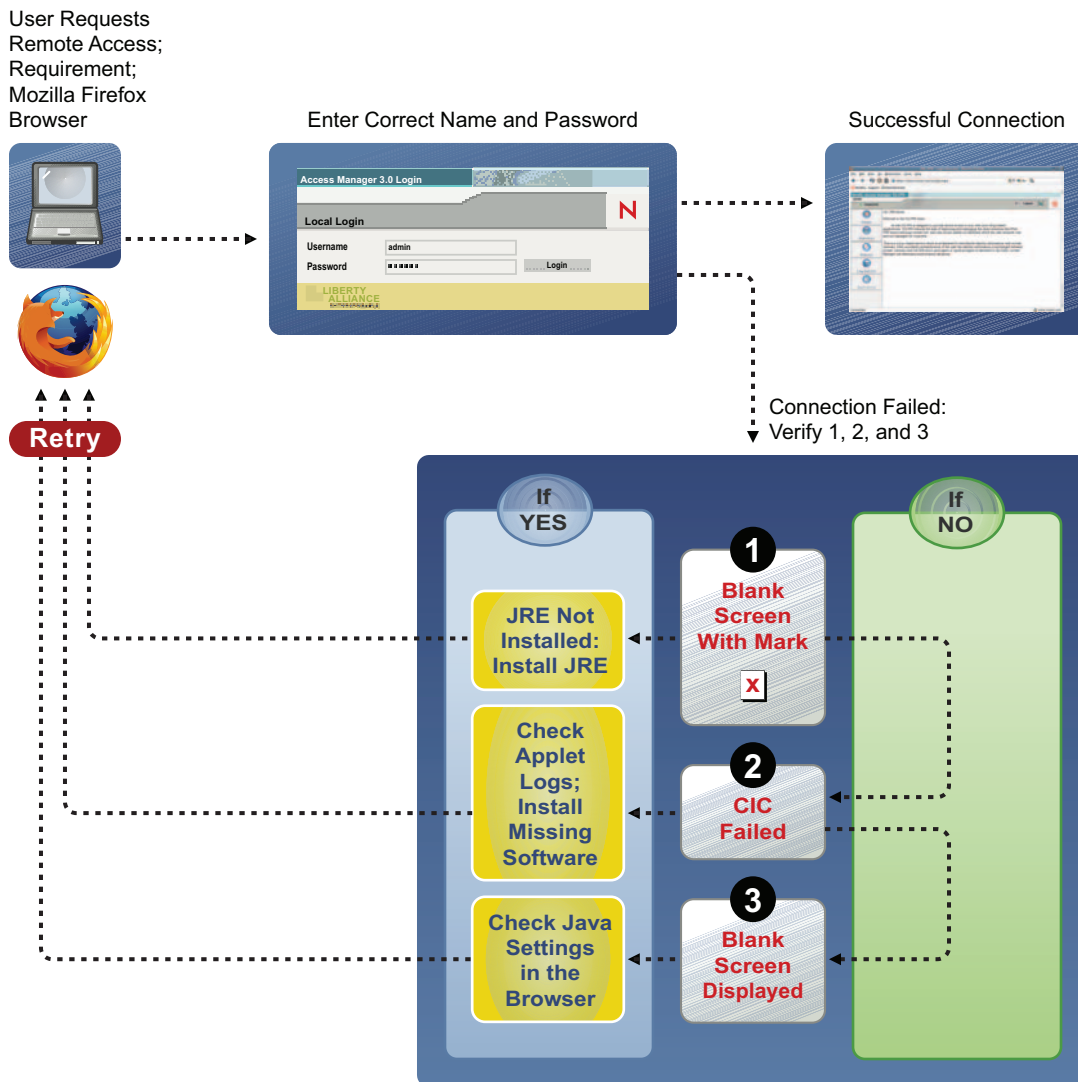 User Requests
Remote Access;
Requirement;
Mozilla Firefox
Browser
Enter Correct Name and Password
Successful Connection
Access Manager 3.0 Login
Local Login
N
Username
admin
Password
Login
LIBERTY
ALLIANCE
Retry
Connection Failed:
Verify 1, 2, and 3
If
YES
If
NO
1
Blank
Screen
With Mark
x
JRE Not
Installed:
Install JRE
2
CIC
Failed
Check
Applet
Logs;
Install
Missing
Software
3
Blank
Screen
Displayed
Check Java
Settings
in the
Browser